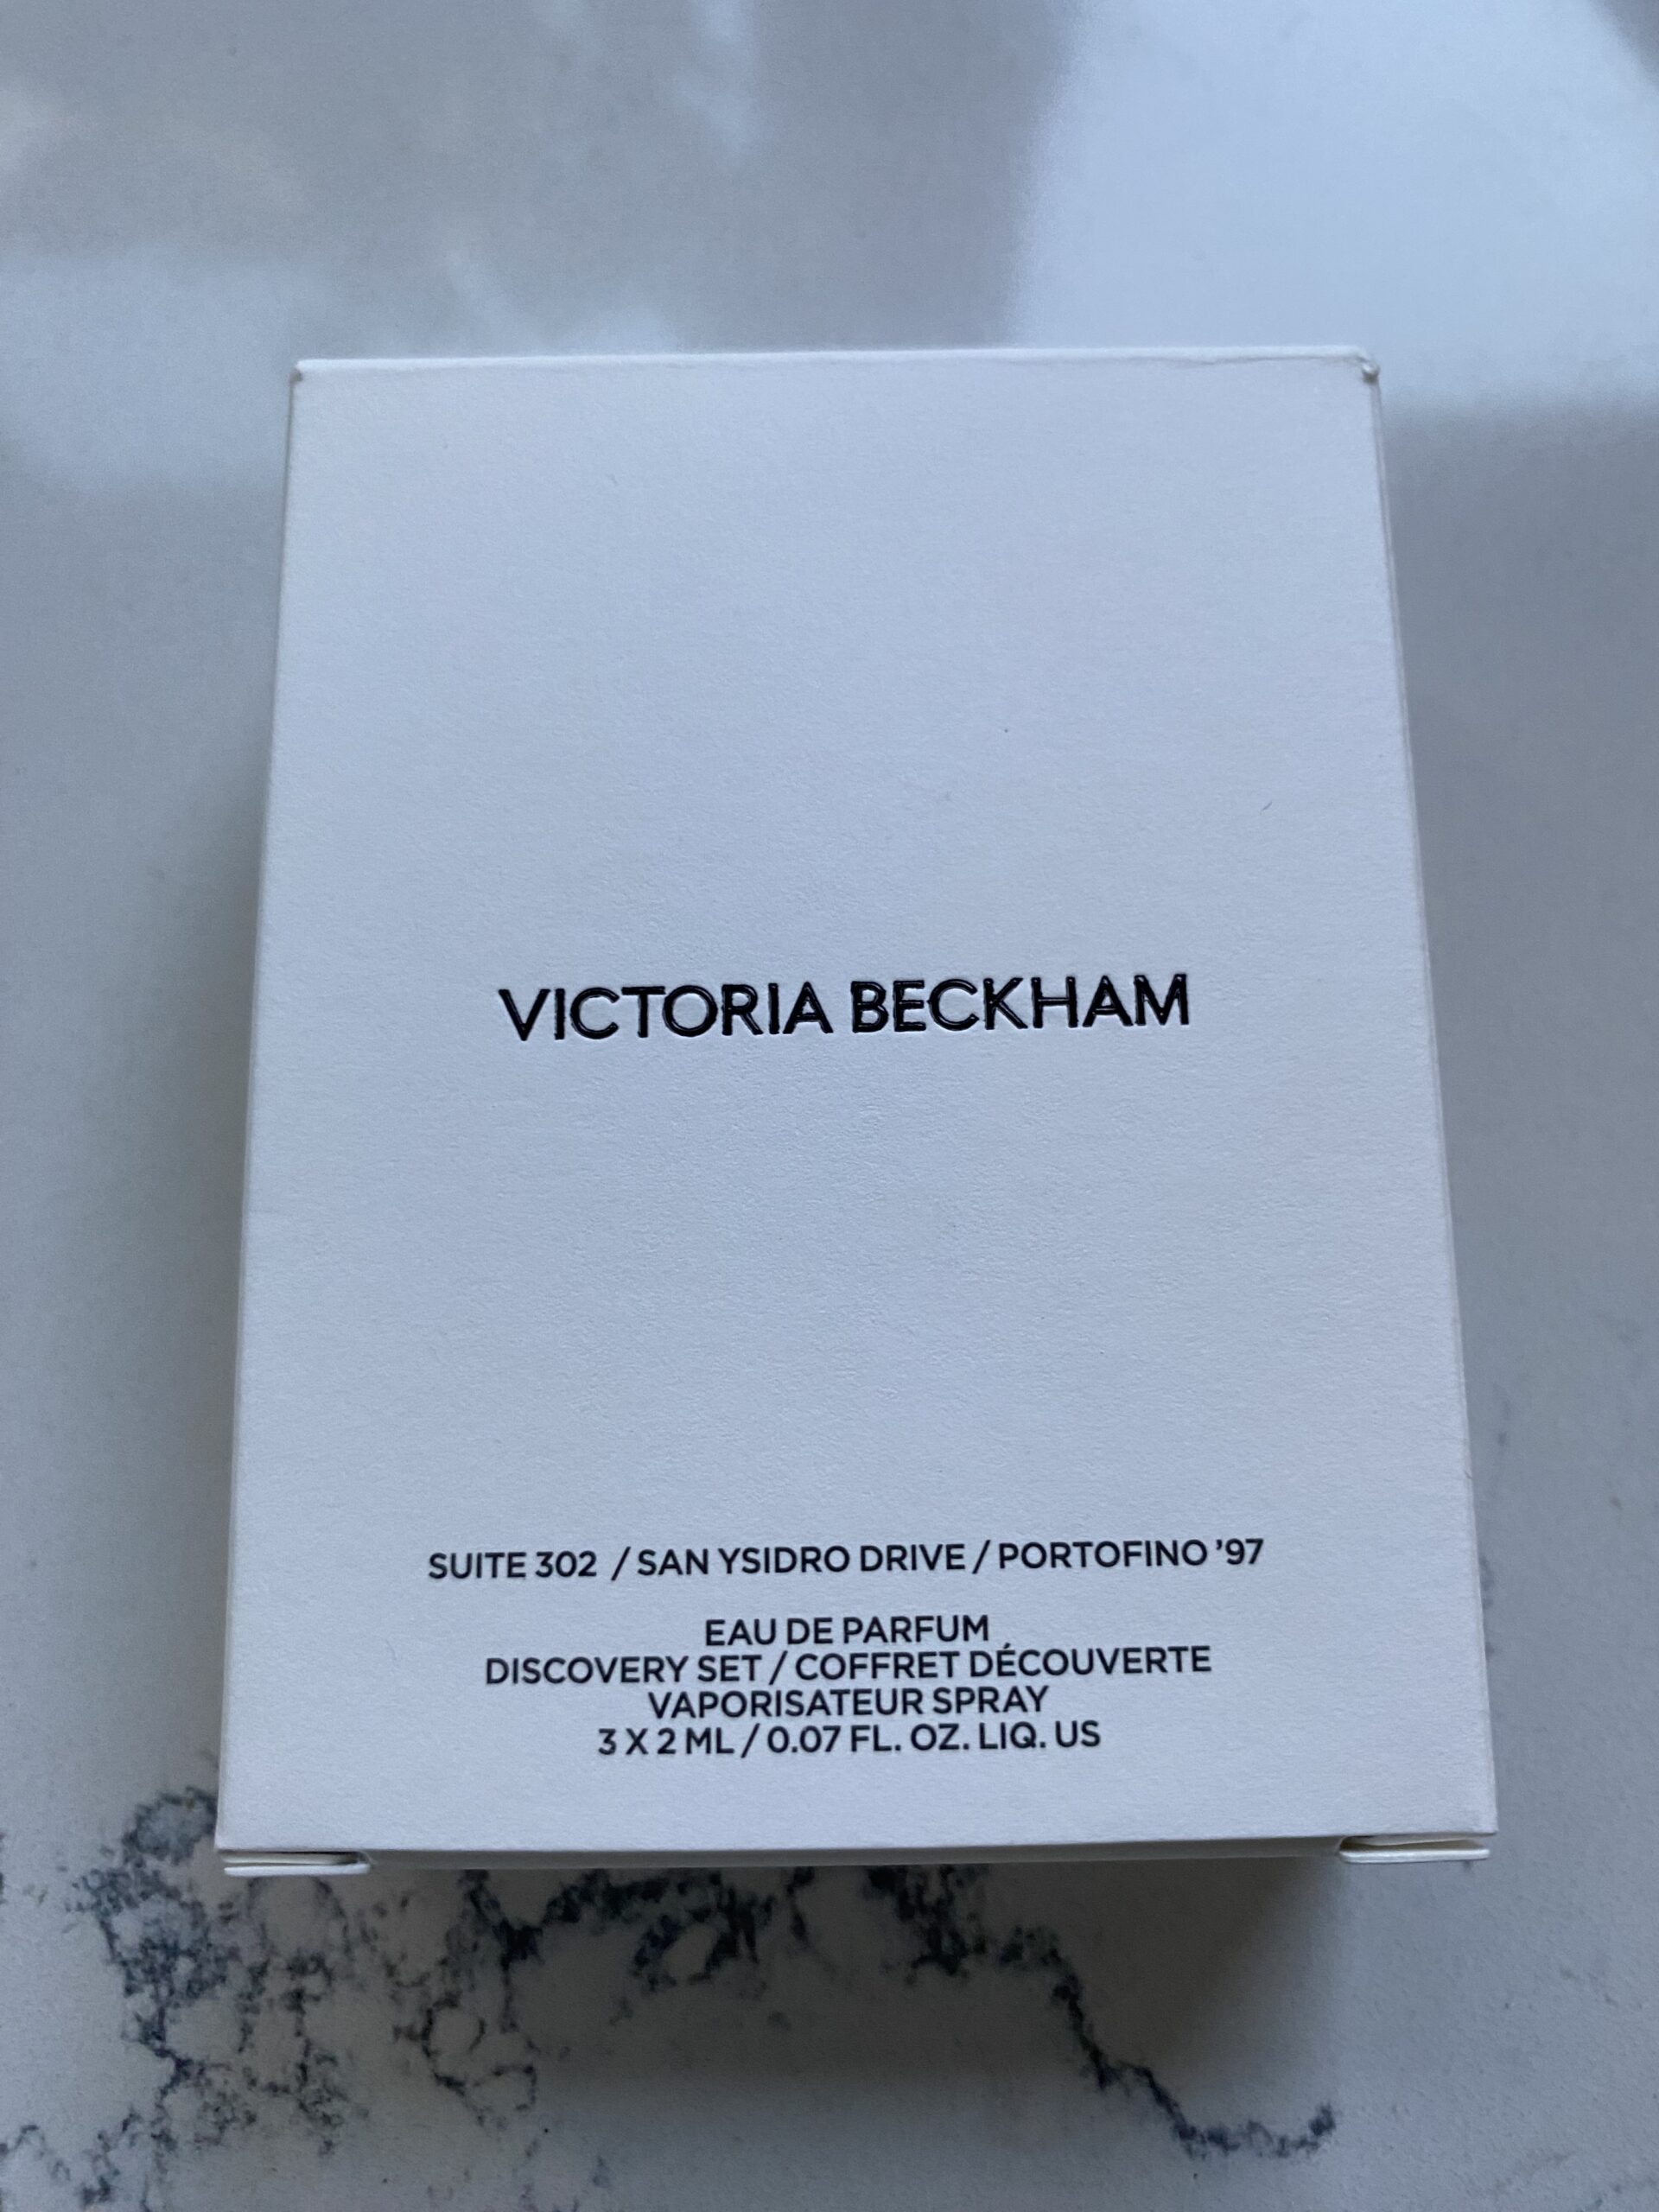 VICTORIA BECKHAM
SUITE 302 / SAN YSIDRO DRIVE / PORTOFINO ’97
EAU DE PARFUM
DISCOVERY SET / COFFRET DÉCOUVERTE
VAPORISATEUR SPRAY
3 X 2 ML / 0.07 FL. OZ. LIQ. US